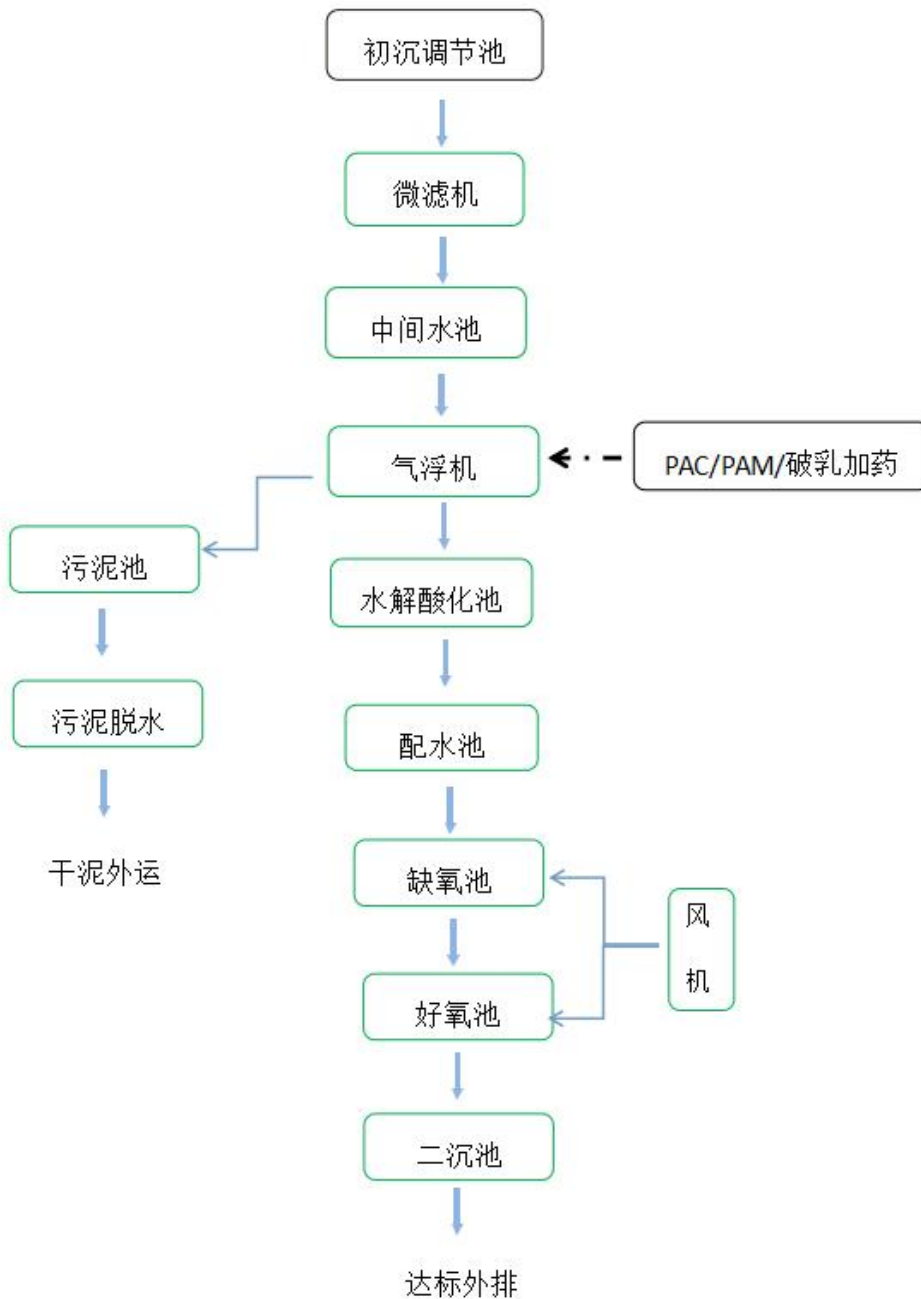 初沉调节池
微滤机
中间水池
气浮机
PAC/PAM/破乳加药
污泥池
水解酸化池
污泥脱水
配水池
干泥外运
缺氧池
风
机
好氧池
二沉池
达标外排